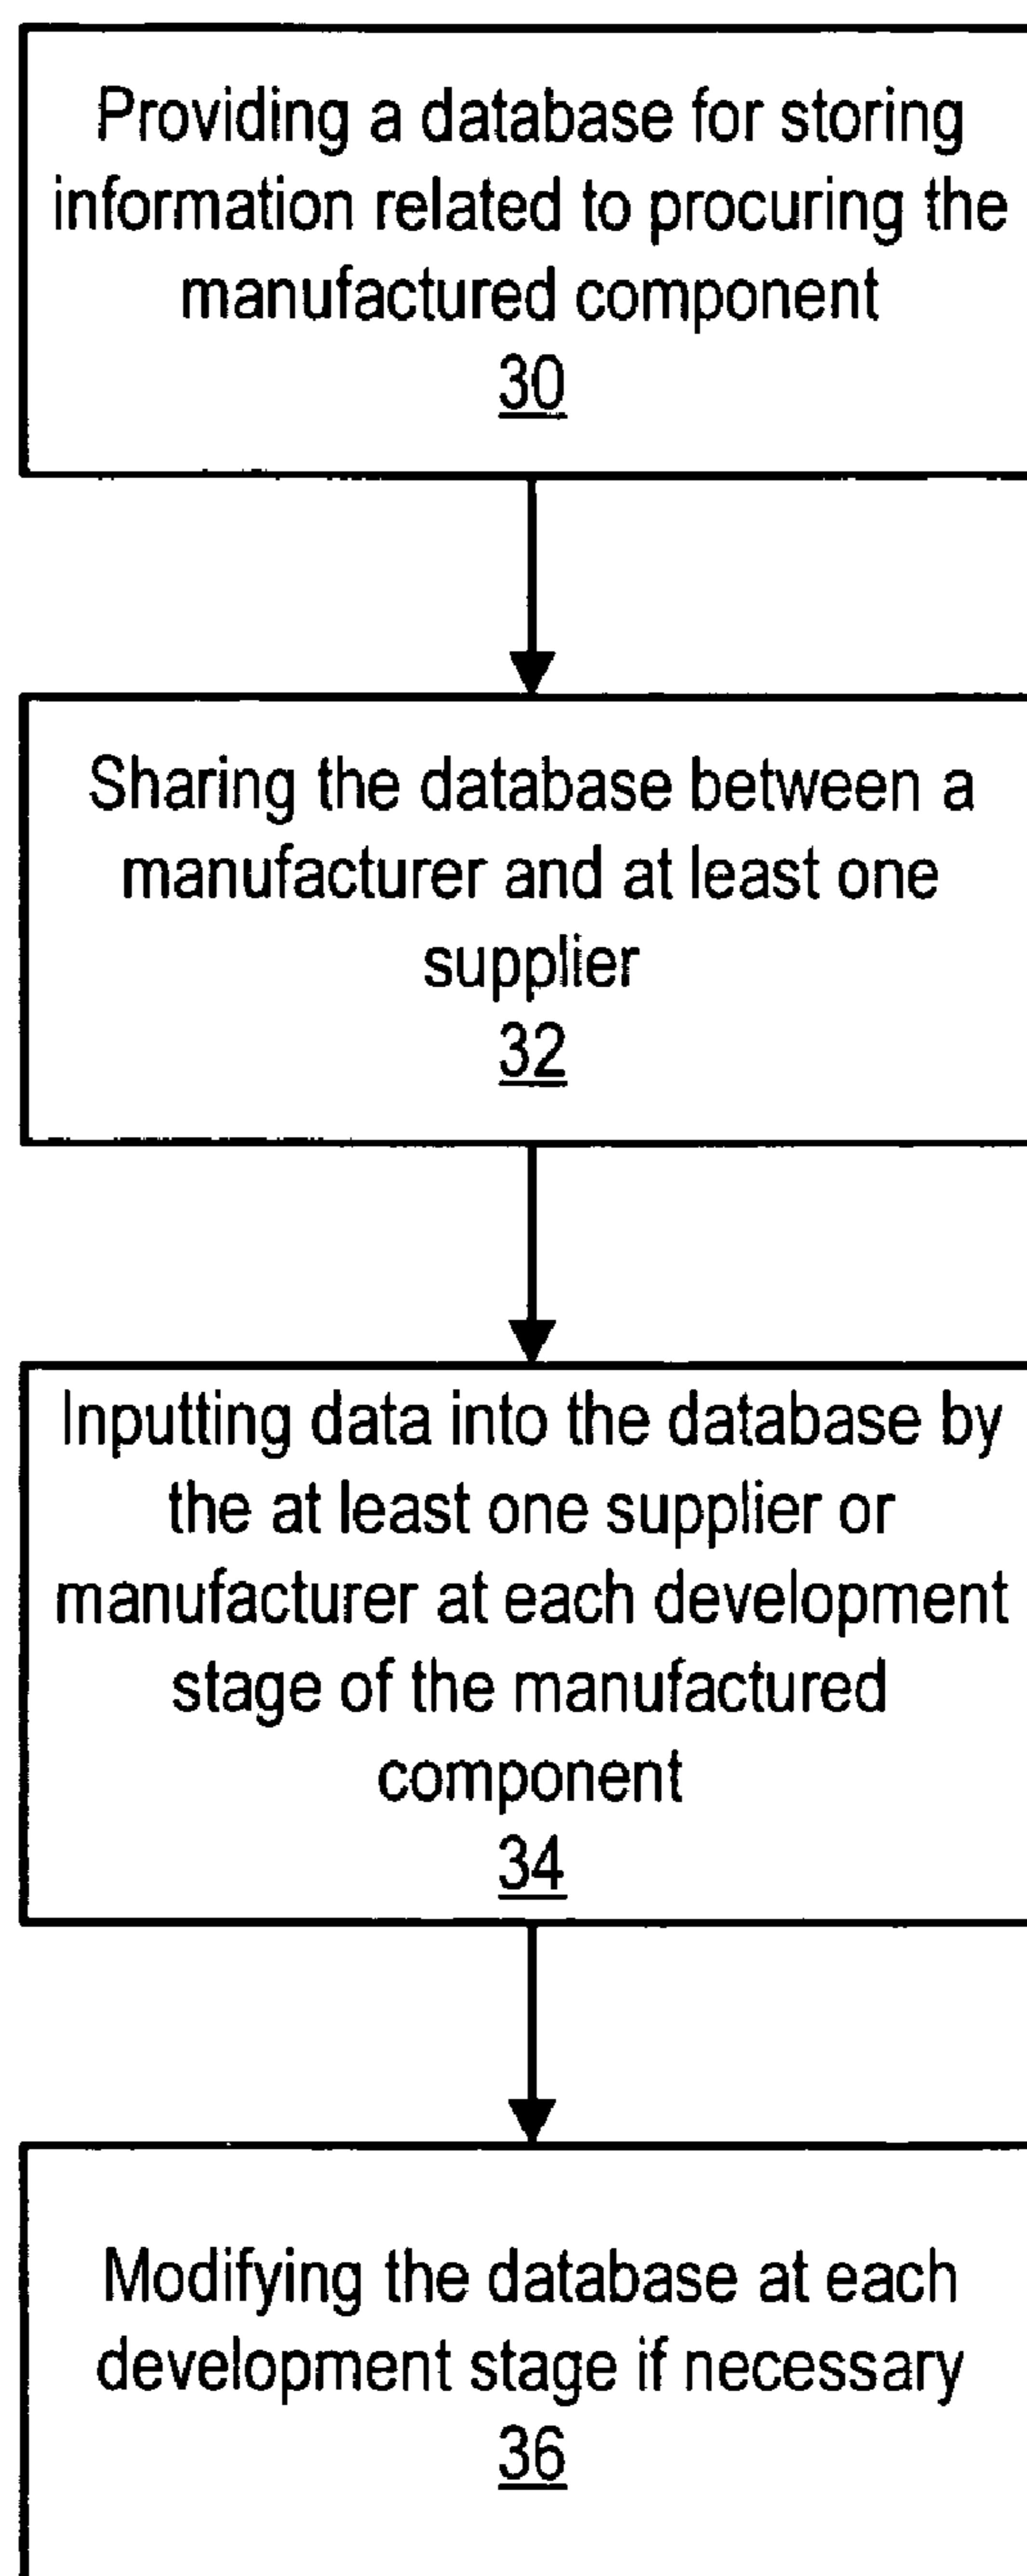 Providing a database for storing
information related to procuring the
manufactured component
30
Sharing the database between a
manufacturer and at least one
supplier
32
Inputting data into the database by
the at least one supplier or
manufacturer at each development
stage of the manufactured
component
34
Modifying the database at each
development stage if necessary
36